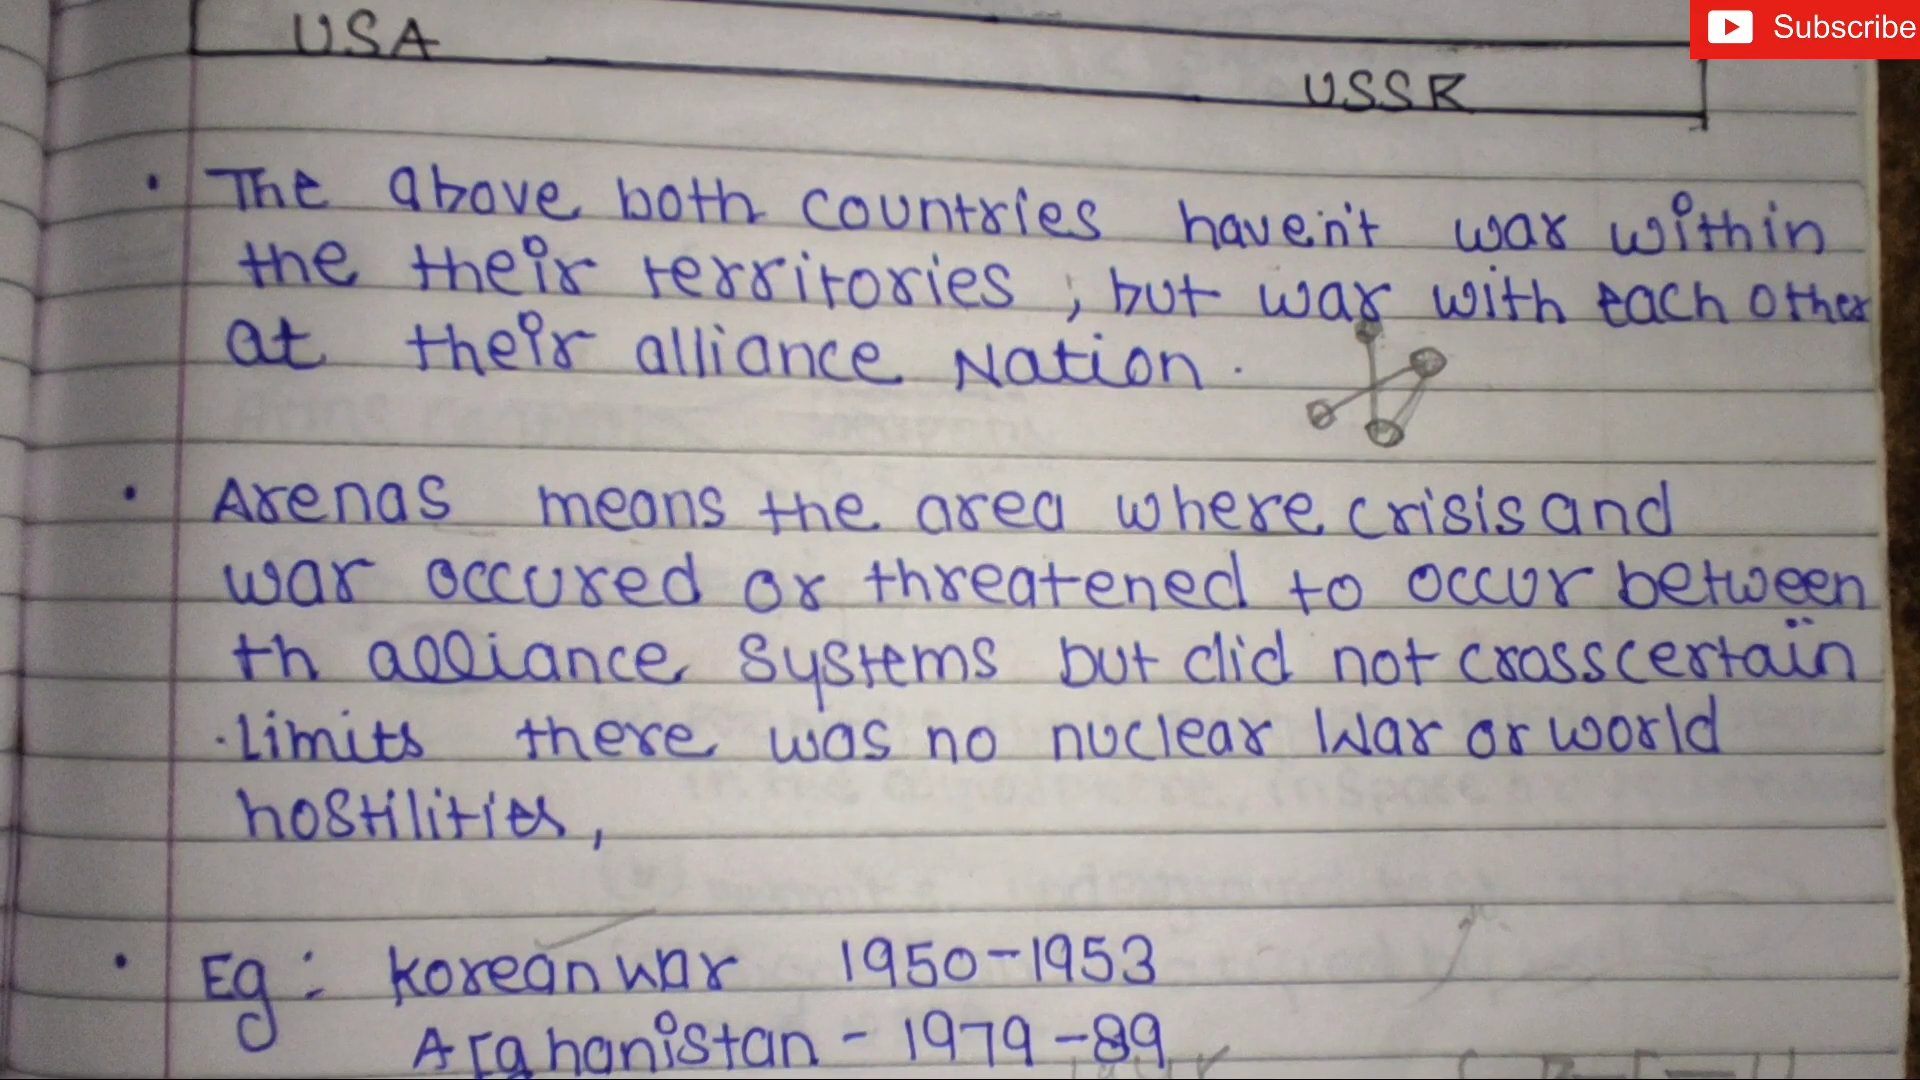 Subscribe
USA
USSR
• The above both countries haven't war within
the their territories ; but war with each other
at their alliance Nation.
• Arenas means the area where crisis and
war occured or threatened to occur between
th alliance systems but did not cross certain
. Limits there was no nuclear war or world
hostilities,
• Eg : Korean war 1950-1953
Afghanistan - 1979-89